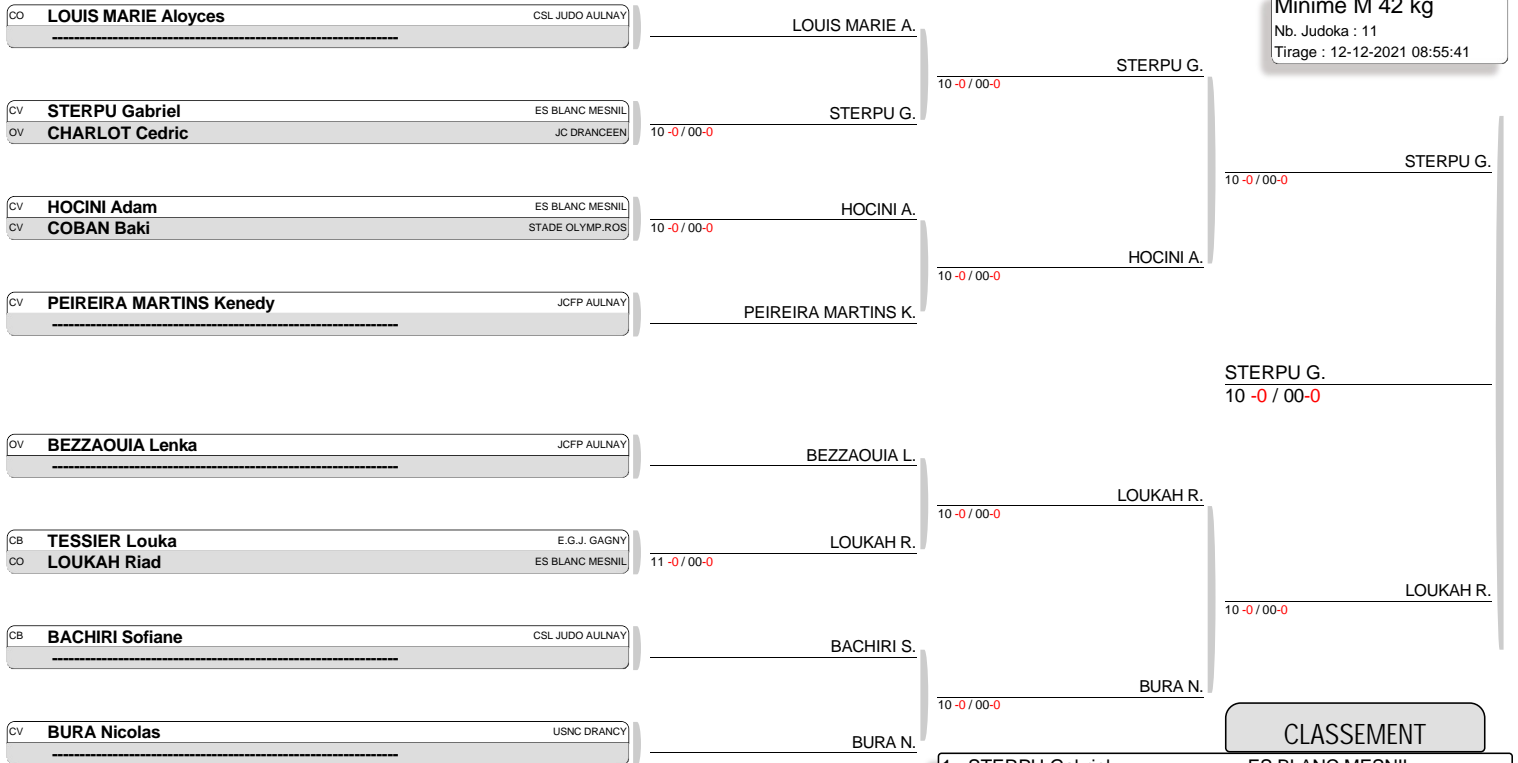 Minime M 42 kg
Nb. Judoka : 11
Tirage : 12-12-2021 08:55:41
CO LOUIS MARIE Aloyces CSL JUDO AULNAY
------------------------------------------------------------------
LOUIS MARIE A.
STERPU G.
10 -0 / 00-0
CV STERPU Gabriel ES BLANC MESNIL
OV CHARLOT Cedric JC DRANCEEN
STERPU G.
10 -0 / 00-0
STERPU G.
10 -0 / 00-0
CV HOCINI Adam ES BLANC MESNIL
CV COBAN Baki STADE OLYMP.ROS
HOCINI A.
10 -0 / 00-0
HOCINI A.
10 -0 / 00-0
CV PEIREIRA MARTINS Kenedy JCFP AULNAY
------------------------------------------------------------------
PEIREIRA MARTINS K.
STERPU G.
10 -0 / 00-0
OV BEZZAOUIA Lenka JCFP AULNAY
------------------------------------------------------------------
BEZZAOUIA L.
LOUKAH R.
10 -0 / 00-0
CB TESSIER Louka E.G.J. GAGNY
CO LOUKAH Riad ES BLANC MESNIL
LOUKAH R.
11 -0 / 00-0
LOUKAH R.
10 -0 / 00-0
CB BACHIRI Sofiane CSL JUDO AULNAY
------------------------------------------------------------------
BACHIRI S.
BURA N.
10 -0 / 00-0
CV BURA Nicolas USNC DRANCY
------------------------------------------------------------------
BURA N.
CLASSEMENT
1 STERPU Gabriel ES BLANC MESNIL